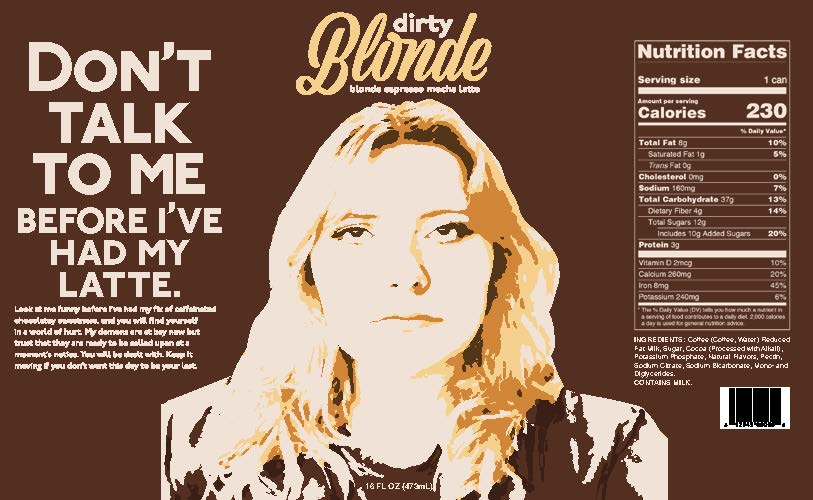 DON'T
TALK
TO ME
BEFORE I'VE
HAD MY
LATTE.
Look at me funny before I've had my fix of caffeinated
chocolatey sweetness, and you will find yourself
in a world of hurt. My demons are at bay now but
trust that they are ready to be called upon at a
moment's notice. You will be dealt with. Keep it
moving if you don't want this day to be your last.
dirty
Blonde
blonde espresso mocha latte
16 FL OZ (473mL)
Nutrition Facts
Serving size 1 can
Amount per serving
Calories 230
% Daily Value*
Total Fat 8g 10%
Saturated Fat 1g 5%
Trans Fat 0g
Cholesterol 0mg 0%
Sodium 160mg 7%
Total Carbohydrate 37g 13%
Dietary Fiber 4g 14%
Total Sugars 12g
Includes 10g Added Sugars 20%
Protein 3g
Vitamin D 2mcg 10%
Calcium 260mg 20%
Iron 8mg 45%
Potassium 240mg 6%
* The % Daily Value (DV) tells you how much a nutrient in
a serving of food contributes to a daily diet. 2,000 calories
a day is used for general nutrition advice.
INGREDIENTS: Coffee (Coffee, Water) Reduced
Fat Milk, Sugar, Cocoa (Processed with Alkali),
Potassium Phosphate, Natural Flavors, Pectin,
Sodium Citrate, Sodium Bicarbonate, Mono- and
Diglycerides.
CONTAINS MILK.